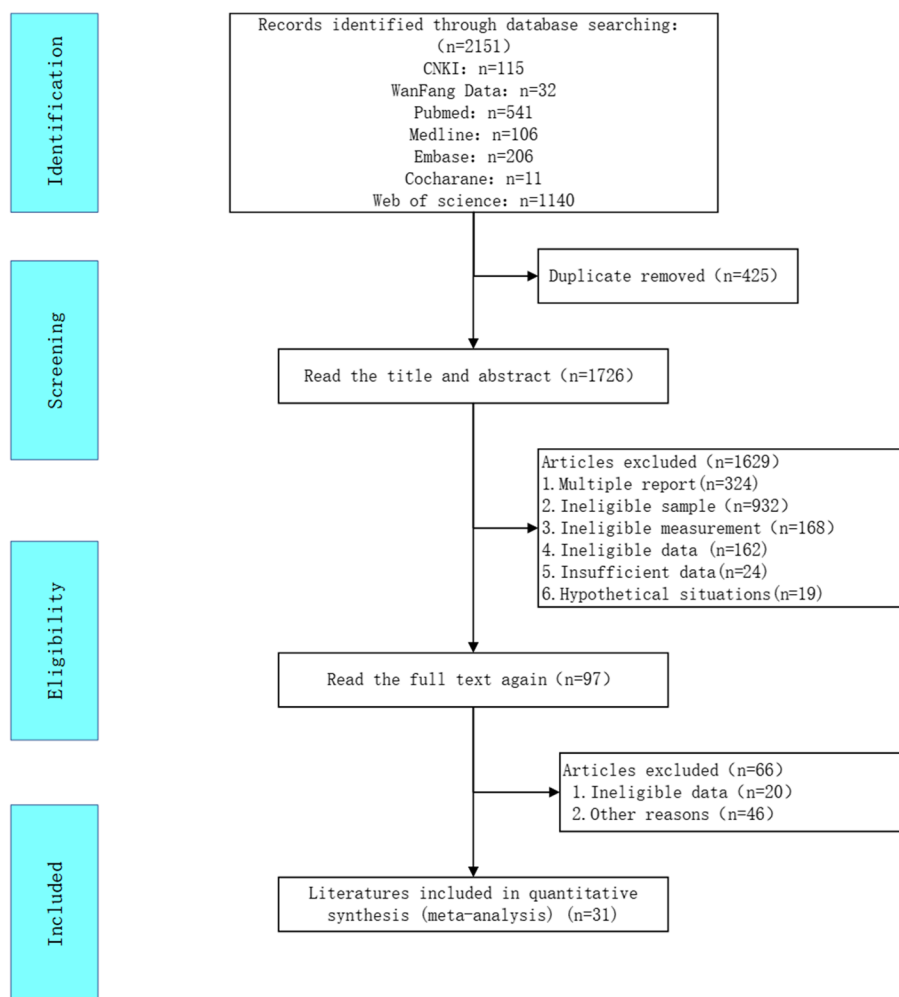 Identification
Records identified through database searching:
(n=2151)
CNKI: n=115
WanFang Data: n=32
Pubmed: n=541
Medline: n=106
Embase: n=206
Cocharane: n=11
Web of science: n=1140
Duplicate removed (n=425)
Screening
Read the title and abstract (n=1726)
Articles excluded (n=1629)
1.Multiple report(n=324)
2.Ineligible sample (n=932)
3.Ineligible measurement (n=168)
4.Ineligible data (n=162)
5.Insufficient data(n=24)
6.Hypothetical situations(n=19)
Eligibility
Read the full text again (n=97)
Articles excluded (n=66)
1.Ineligible data (n=20)
2.Other reasons (n=46)
Included
Literatures included in quantitative
synthesis (meta-analysis) (n=31)